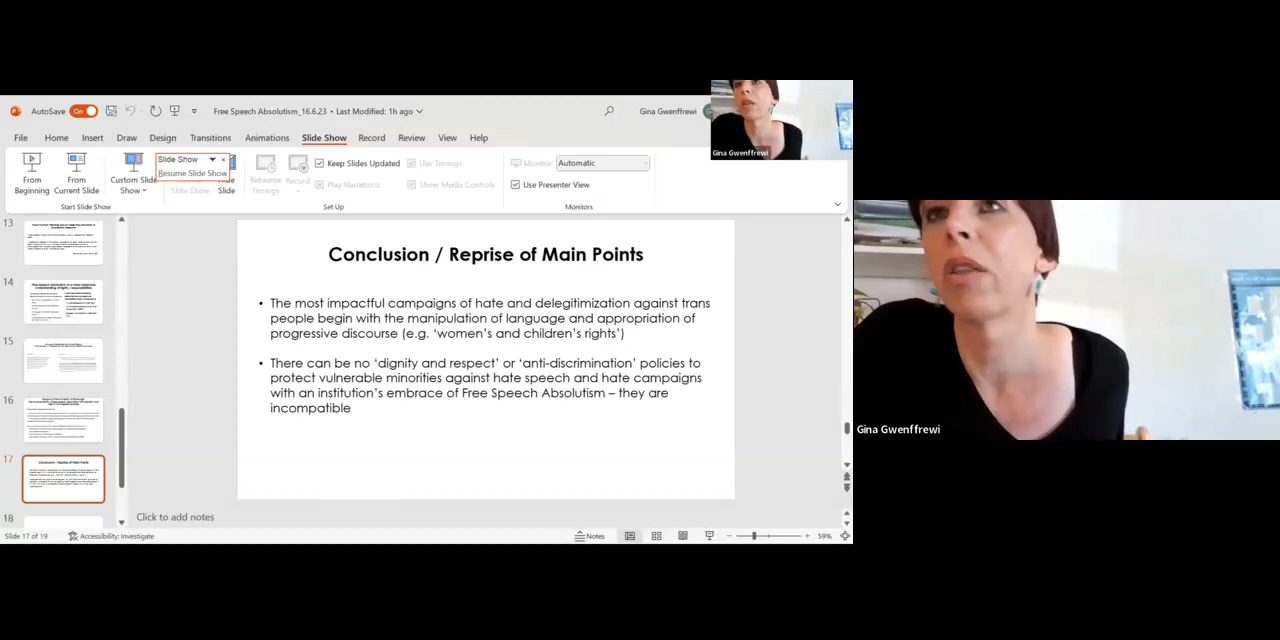 AutoSave On Free Speech Absolutism_16.6.23 • Last Modified: 1h ago Gina Gwenffrewi
File Home Insert Draw Design Transitions Animations Slide Show Record Review View Help
Slide Show
Resume Slide Show
From Beginning
From Current Slide
Custom Slide Show
Slide
Rehearse Timings
Record
Keep Slides Updated
Play Narrations
Use Timings
Show Media Controls
Monitor Automatic
Use Presenter View
Start Slide Show Set Up Monitors
Gina Gwenffrewi
13
14
15
16
17
18
Conclusion / Reprise of Main Points
• The most impactful campaigns of hate and delegitimization against trans
people begin with the manipulation of language and appropriation of
progressive discourse (e.g. ‘women’s and children’s rights’)
• There can be no ‘dignity and respect’ or ‘anti-discrimination’ policies to
protect vulnerable minorities against hate speech and hate campaigns
with an institution’s embrace of Free Speech Absolutism – they are
incompatible
Click to add notes
Slide 17 of 19 Accessibility: Investigate Notes 59%
Gina Gwenffrewi